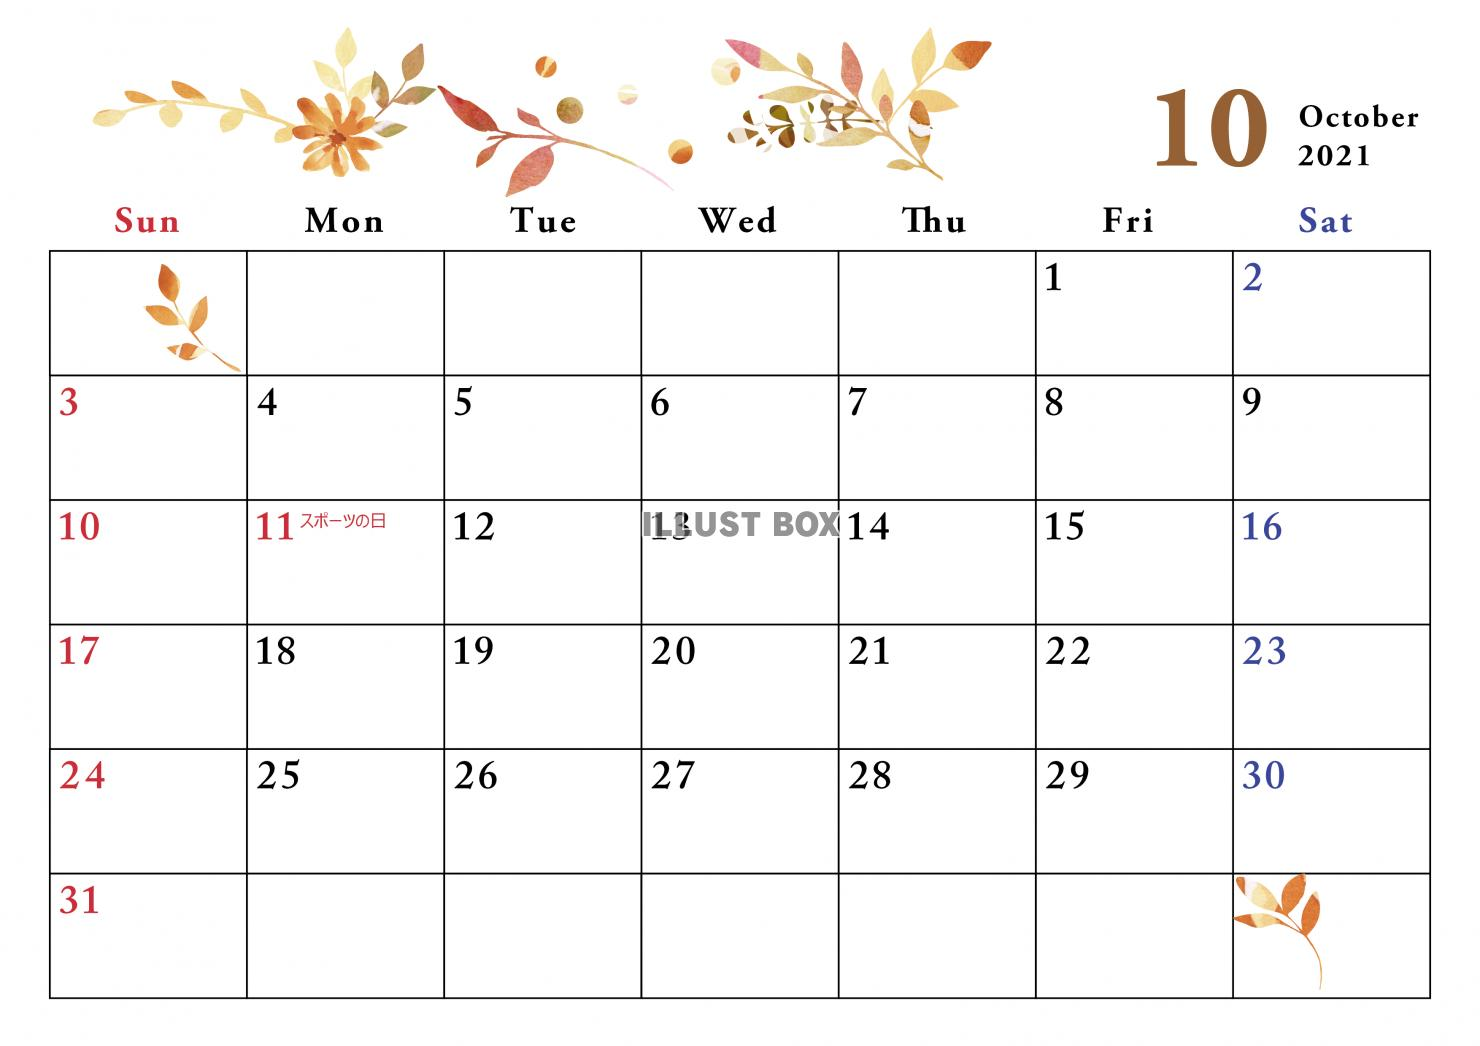 10 October
2021
Sun Mon Tue Wed Thu Fri Sat
1 2
3 4 5 6 7 8 9
10 11 スポーツの日 12 13 14 15 16
ILLUST BOX
17 18 19 20 21 22 23
24 25 26 27 28 29 30
31